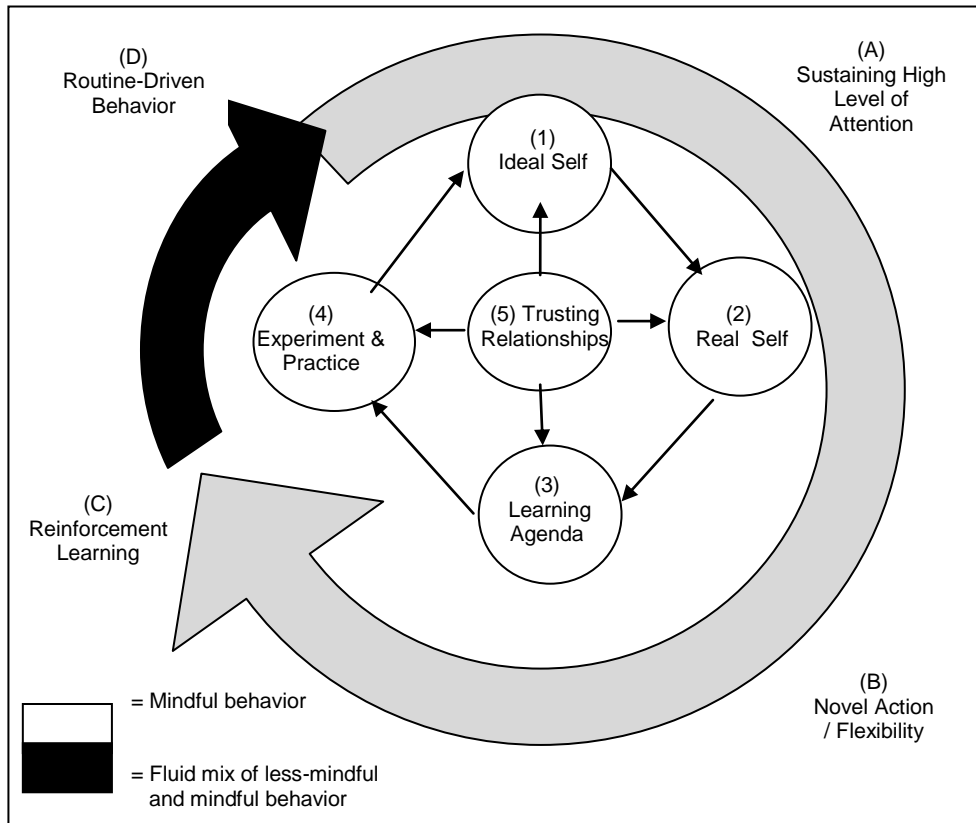 (D)
Routine-Driven
Behavior
(A)
Sustaining High
Level of
Attention
(1)
Ideal Self
(4)
Experiment &
Practice
(5) Trusting
Relationships
(2)
Real Self
(3)
Learning
Agenda
(C)
Reinforcement
Learning
(B)
Novel Action
/ Flexibility
= Mindful behavior
= Fluid mix of less-mindful
and mindful behavior